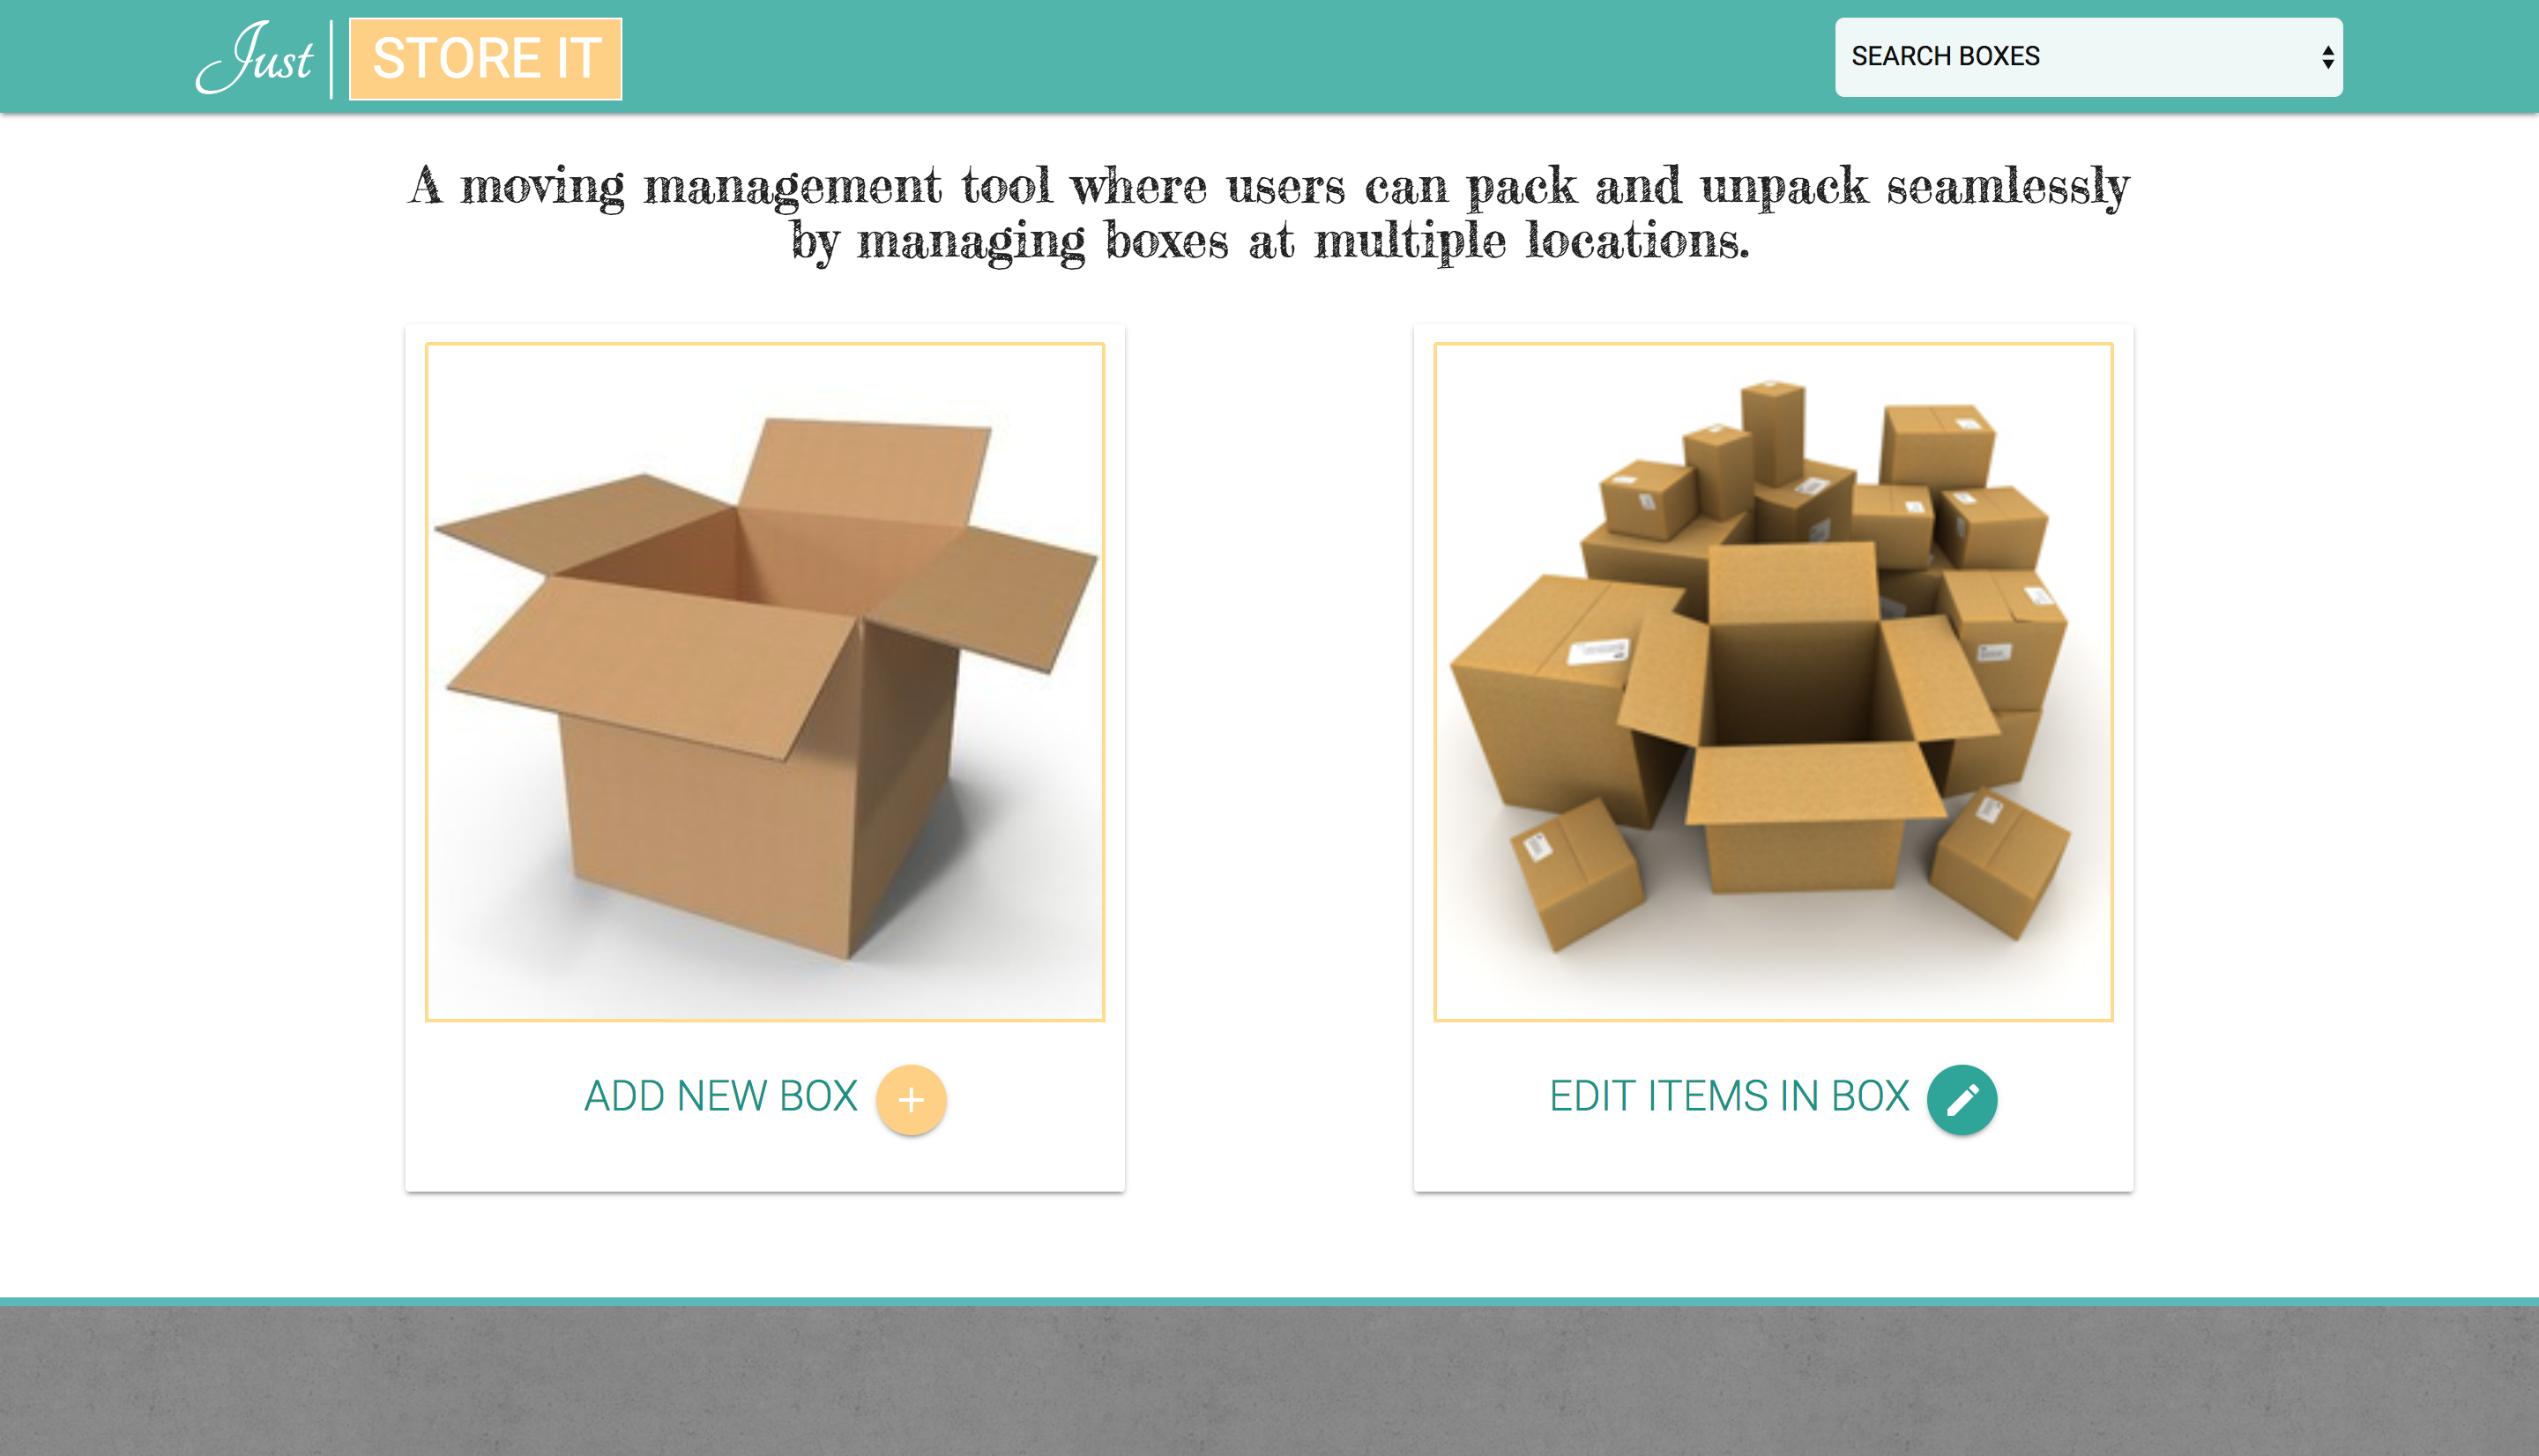 Just STORE IT
SEARCH BOXES
A moving management tool where users can pack and unpack seamlessly
by managing boxes at multiple locations.
ADD NEW BOX
EDIT ITEMS IN BOX